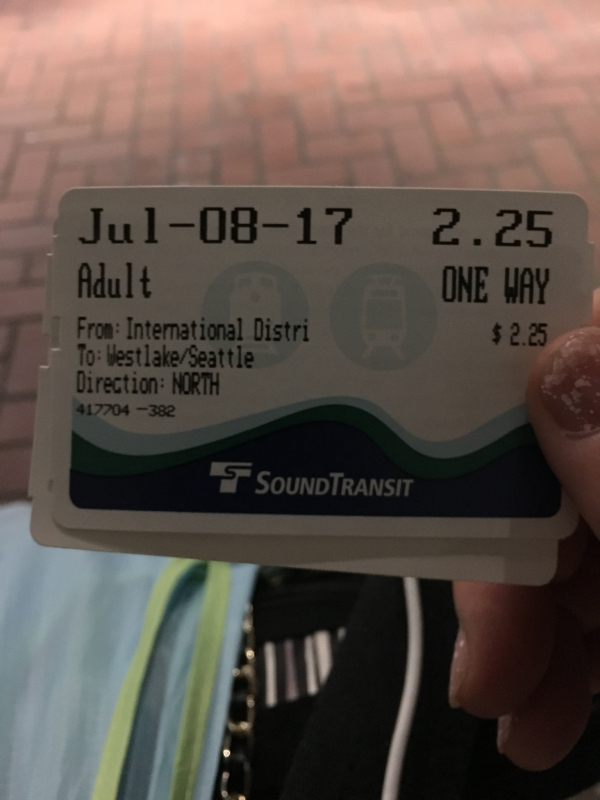 Jul-08-17 2.25
Adult ONE WAY
From: International Distri $ 2.25
To: Westlake/Seattle
Direction: NORTH
417704 -382
SOUNDTRANSIT